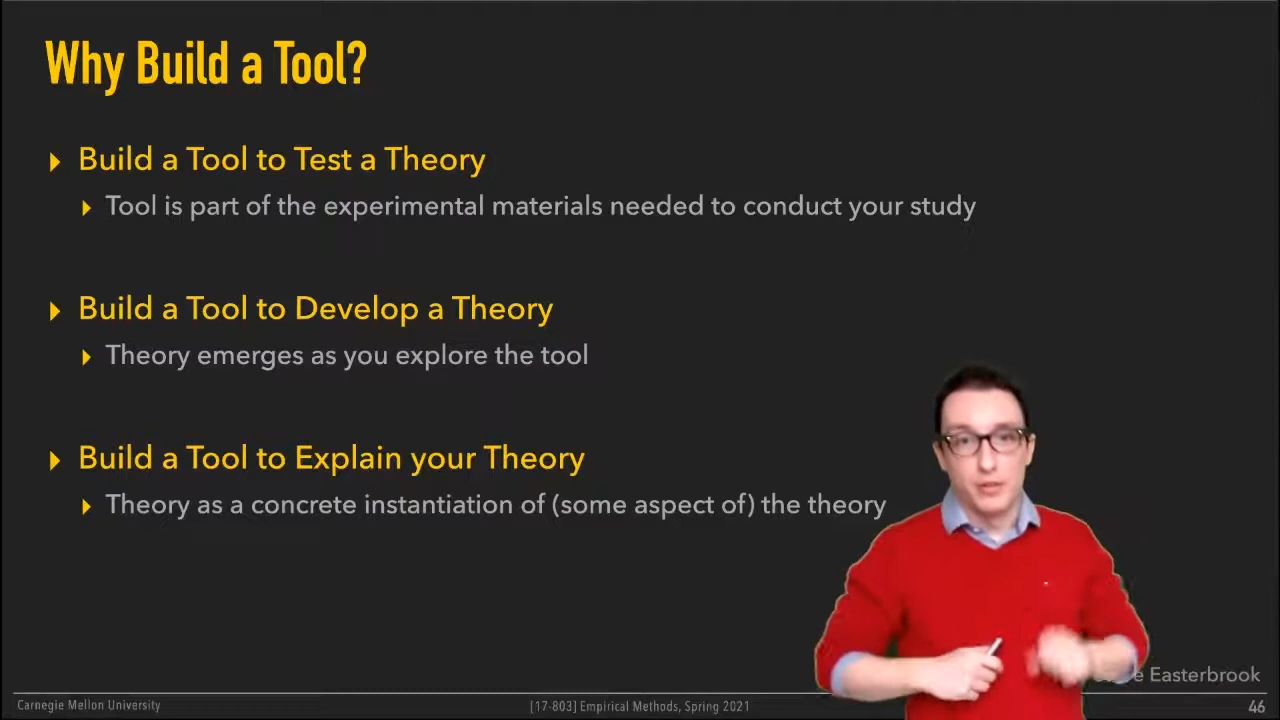 Why Build a Tool?
Build a Tool to Test a Theory
Tool is part of the experimental materials needed to conduct your study
Build a Tool to Develop a Theory
Theory emerges as you explore the tool
Build a Tool to Explain your Theory
Theory as a concrete instantiation of (some aspect of) the theory
Easterbrook
Carnegie Mellon University
[17-803] Empirical Methods, Spring 2021
46